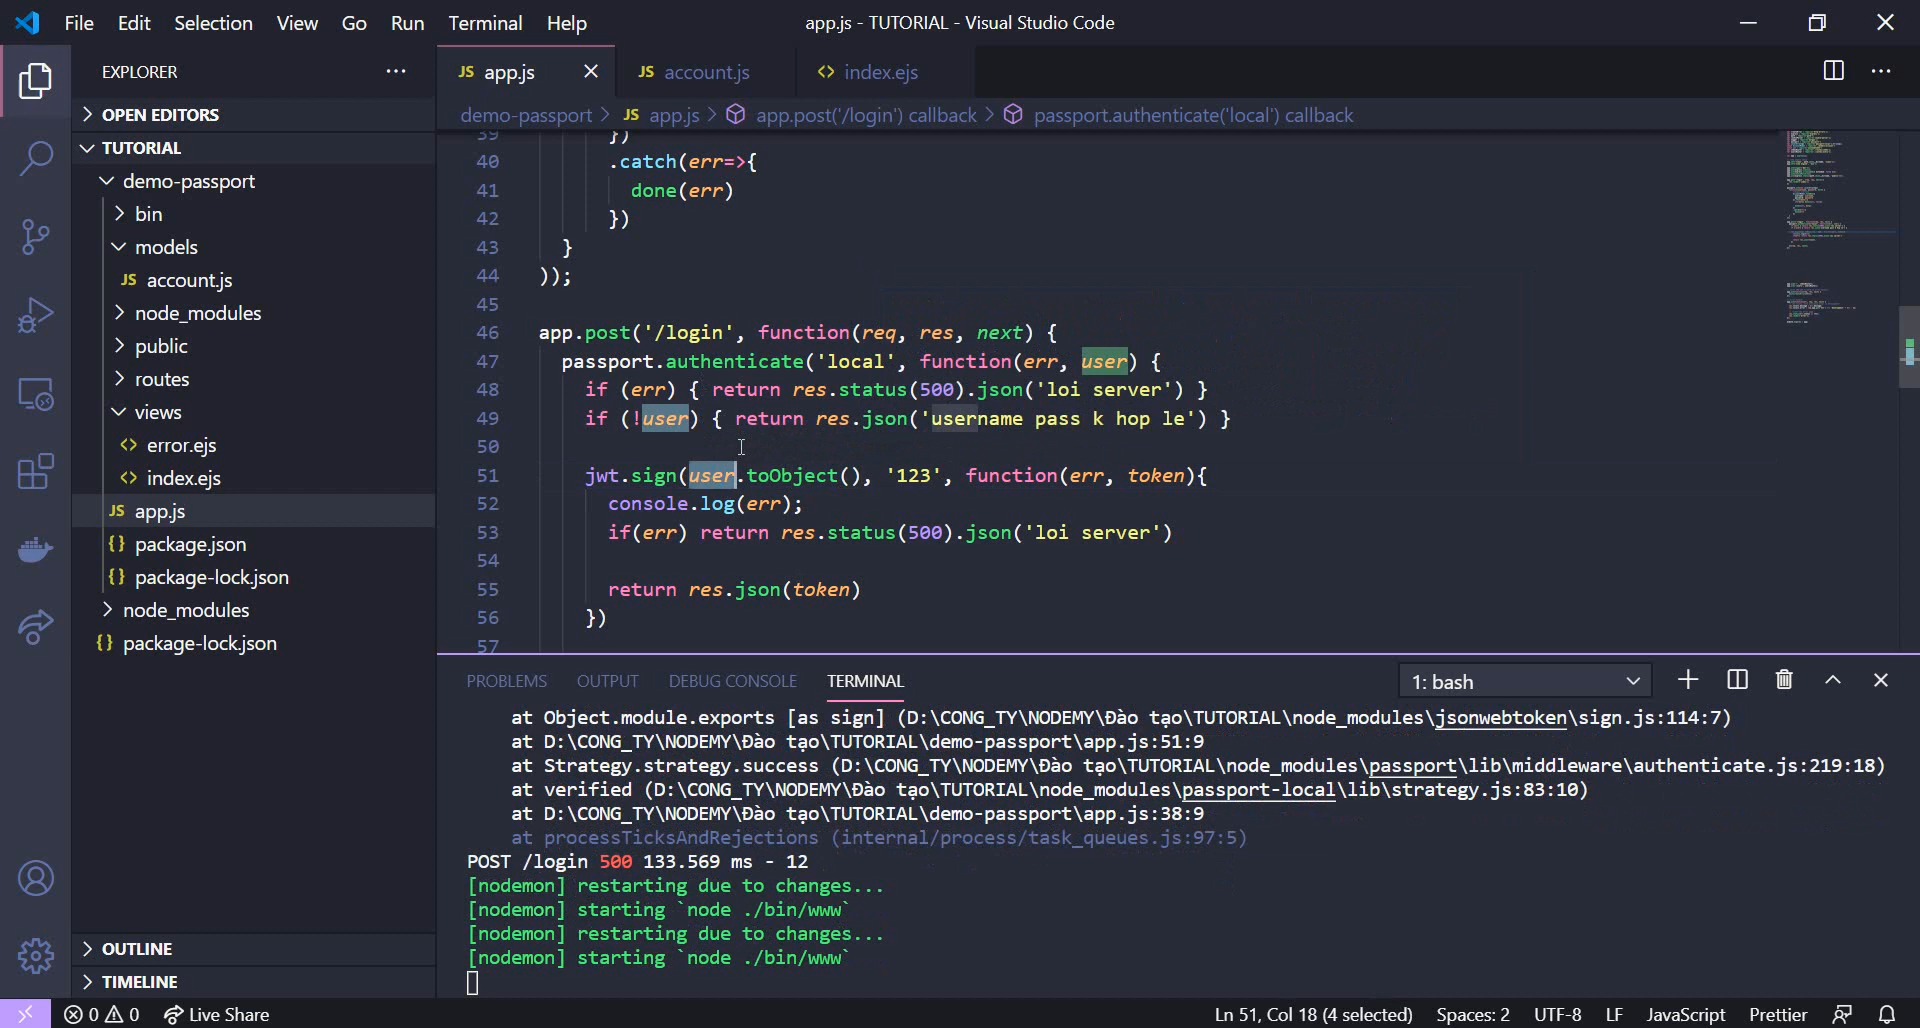 File Edit Selection View Go Run Terminal Help
app.js - TUTORIAL - Visual Studio Code
EXPLORER
OPEN EDITORS
TUTORIAL
demo-passport
bin
models
JS account.js
node_modules
public
routes
views
<> error.ejs
<> index.ejs
JS app.js
{} package.json
{} package-lock.json
node_modules
{} package-lock.json
OUTLINE
TIMELINE
JS app.js
JS account.js
<> index.ejs
demo-passport > JS app.js > app.post('/login') callback > passport.authenticate('local') callback
39 })
40 .catch(err=>{
41 done(err)
42 })
43 }
44 ));
45
46 app.post('/login', function(req, res, next) {
47 passport.authenticate('local', function(err, user) {
48 if (err) { return res.status(500).json('loi server') }
49 if (!user) { return res.json('username pass k hop le') }
50
51 jwt.sign(user.toObject(), '123', function(err, token){
52 console.log(err);
53 if(err) return res.status(500).json('loi server')
54
55 return res.json(token)
56 })
57
PROBLEMS OUTPUT DEBUG CONSOLE TERMINAL
1: bash
at Object.module.exports [as sign] (D:\CONG_TY\NODEMY\Đào tạo\TUTORIAL\node_modules\jsonwebtoken\sign.js:114:7)
at D:\CONG_TY\NODEMY\Đào tạo\TUTORIAL\demo-passport\app.js:51:9
at Strategy.strategy.success (D:\CONG_TY\NODEMY\Đào tạo\TUTORIAL\node_modules\passport\lib\middleware\authenticate.js:219:18)
at verified (D:\CONG_TY\NODEMY\Đào tạo\TUTORIAL\node_modules\passport-local\lib\strategy.js:83:10)
at D:\CONG_TY\NODEMY\Đào tạo\TUTORIAL\demo-passport\app.js:38:9
at processTicksAndRejections (internal/process/task_queues.js:97:5)
POST /login 500 133.569 ms - 12
[nodemon] restarting due to changes...
[nodemon] starting `node ./bin/www`
[nodemon] restarting due to changes...
[nodemon] starting `node ./bin/www`
0 0 Live Share
Ln 51, Col 18 (4 selected) Spaces: 2 UTF-8 LF JavaScript Prettier